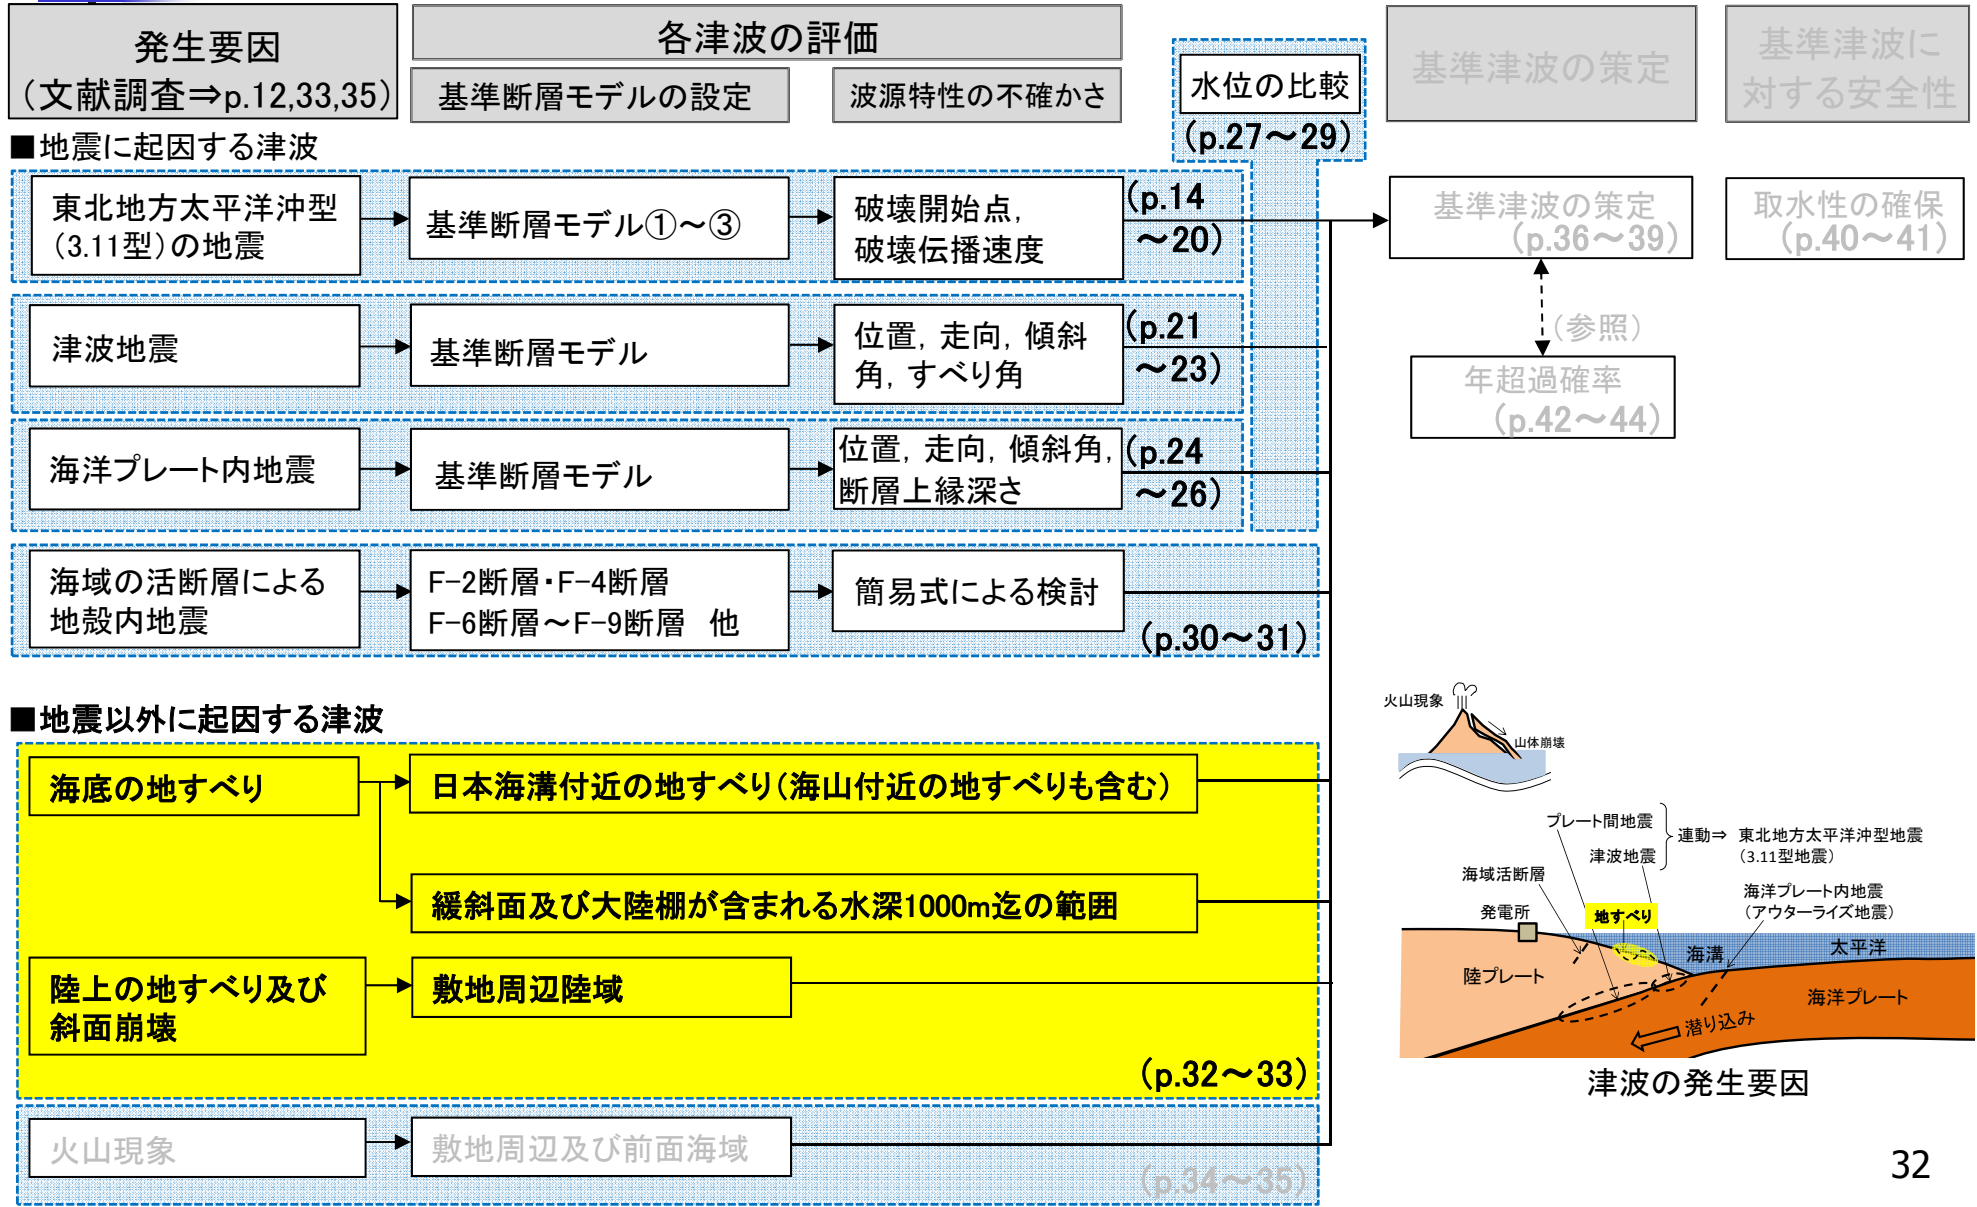 発生要因
（文献調査⇒p.12,33,35）
各津波の評価
基準断層モデルの設定
波源特性の不確かさ
水位の比較
（p.27～29）
基準津波の策定
基準津波に
対する安全性
■地震に起因する津波
東北地方太平洋沖型
（3.11型）の地震
基準断層モデル①～③
破壊開始点，
破壊伝播速度
（p.14
～20）
基準津波の策定
（p.36～39）
取水性の確保
（p.40～41）
（参照）
年超過確率
（p.42～44）
津波地震
基準断層モデル
位置，走向，傾斜
角，すべり角
（p.21
～23）
海洋プレート内地震
基準断層モデル
位置，走向，傾斜角，
断層上縁深さ
（p.24
～26）
海域の活断層による
地殻内地震
F-2断層・F-4断層
F-6断層～F-9断層　他
簡易式による検討
（p.30～31）
■地震以外に起因する津波
海底の地すべり
日本海溝付近の地すべり（海山付近の地すべりも含む）
緩斜面及び大陸棚が含まれる水深1000m迄の範囲
陸上の地すべり及び
斜面崩壊
敷地周辺陸域
（p.32～33）
火山現象
敷地周辺及び前面海域
（p.34～35）
火山現象
山体崩壊
プレート間地震
津波地震
連動⇒　東北地方太平洋沖型地震
（3.11型地震）
海域活断層
海洋プレート内地震
（アウターライズ地震）
発電所
地すべり
海溝
太平洋
陸プレート
海洋プレート
潜り込み
津波の発生要因
32